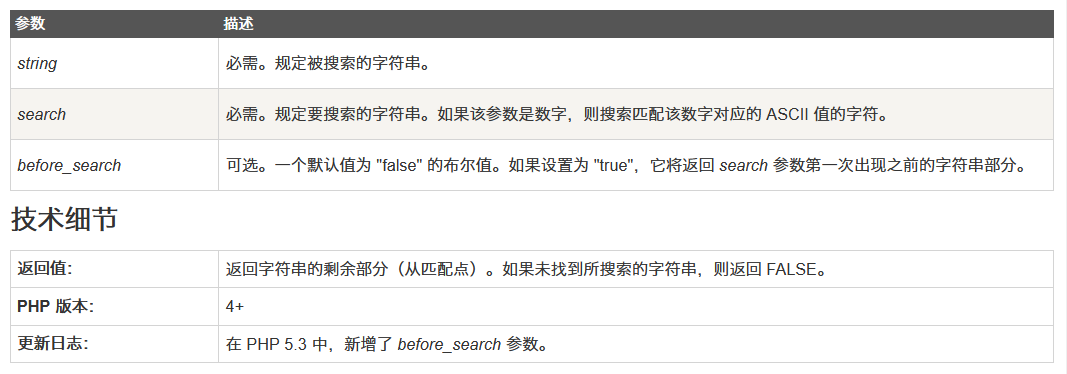 参数 描述
string 必需。规定被搜索的字符串。
search 必需。规定要搜索的字符串。如果该参数是数字，则搜索匹配该数字对应的 ASCII 值的字符。
before_search 可选。一个默认值为 "false" 的布尔值。如果设置为 "true"，它将返回 search 参数第一次出现之前的字符串部分。
技术细节
返回值： 返回字符串的剩余部分（从匹配点）。如果未找到所搜索的字符串，则返回 FALSE。
PHP 版本： 4+
更新日志： 在 PHP 5.3 中，新增了 before_search 参数。